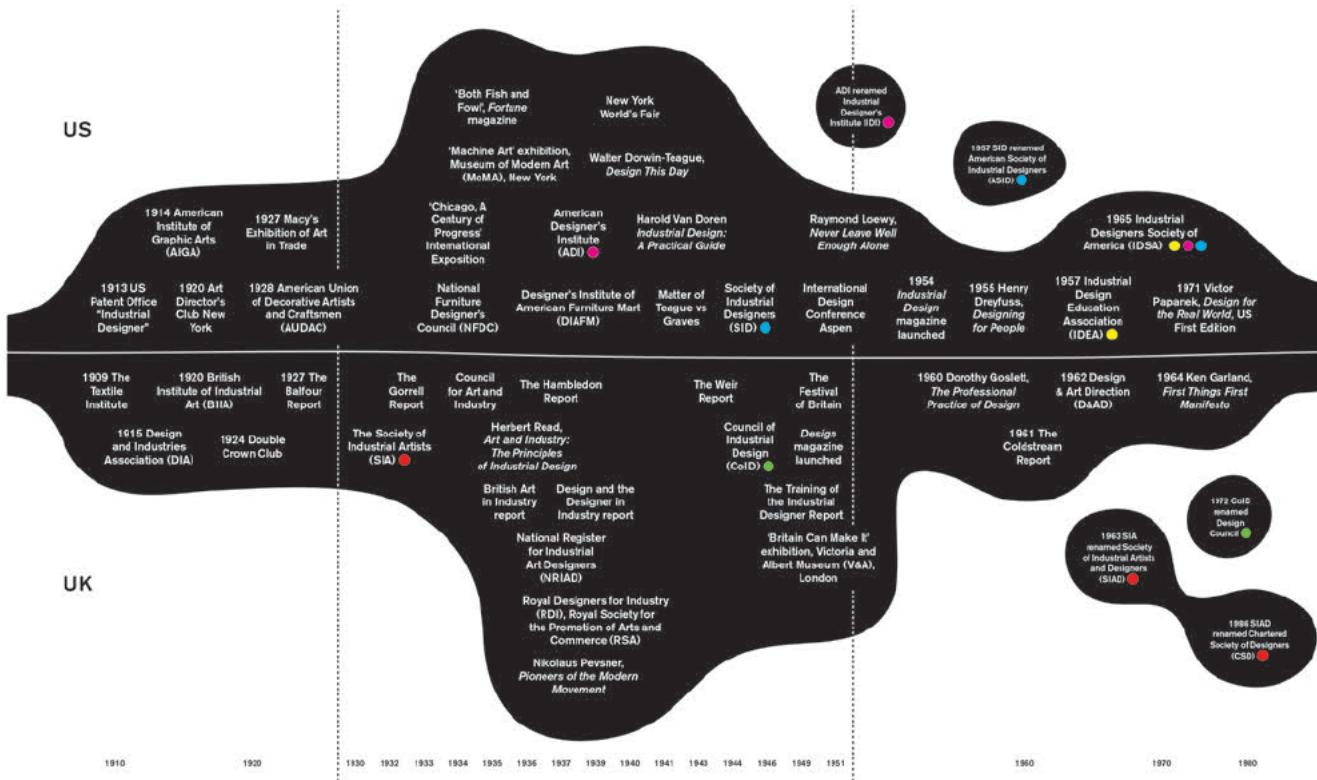 US
'Both Fish and
Fowl', Fortune
magazine
New York
World's Fair
ADI renamed
Industrial
Designer's
Institute (IDI)
1957 SID renamed
American Society of
Industrial Designers
(ASID)
'Machine Art' exhibition,
Museum of Modern Art
(MoMA), New York
Walter Dorwin-Teague,
Design This Day
1914 American
Institute of
Graphic Arts
(AIGA)
1927 Macy's
Exhibition of Art
in Trade
'Chicago, A
Century of
Progress'
International
Exposition
American
Designer's
Institute
(ADI)
Harold Van Doren
Industrial Design:
A Practical Guide
Raymond Loewy,
Never Leave Well
Enough Alone
1965 Industrial
Designers Society of
America (IDSA)
1913 US
Patent Office
"Industrial
Designer"
1920 Art
Director's
Club New
York
1928 American Union
of Decorative Artists
and Craftsmen
(AUDAC)
National
Furniture
Designer's
Council (NFDC)
Designer's Institute of
American Furniture Mart
(DIAFM)
Matter of
Teague vs
Graves
Society of
Industrial
Designers
(SID)
International
Design
Conference
Aspen
1954
Industrial
Design
magazine
launched
1955 Henry
Dreyfuss,
Designing
for People
1957 Industrial
Design
Education
Association
(IDEA)
1971 Victor
Papanek, Design for
the Real World, US
First Edition
1909 The
Textile
Institute
1920 British
Institute of Industrial
Art (BIIA)
1927 The
Balfour
Report
The
Gorrell
Report
Council
for Art and
Industry
The Hambledon
Report
The Weir
Report
The
Festival
of Britain
1960 Dorothy Goslett,
The Professional
Practice of Design
1962 Design
& Art Direction
(D&AD)
1964 Ken Garland,
First Things First
Manifesto
1915 Design
and Industries
Association (DIA)
1924 Double
Crown Club
The Society of
Industrial Artists
(SIA)
Herbert Read,
Art and Industry:
The Principles
of Industrial Design
Council of
Industrial
Design
(CoID)
Design
magazine
launched
1961 The
Coldstream
Report
British Art
in Industry
report
Design and the
Designer in
Industry report
The Training of
the Industrial
Designer Report
1972 CoID
renamed
Design
Council
National Register
for Industrial
Art Designers
(NRIAD)
'Britain Can Make It'
exhibition, Victoria and
Albert Museum (V&A),
London
1963 SIA
renamed Society
of Industrial Artists
and Designers
(SIAD)
UK
Royal Designers for Industry
(RDI), Royal Society for
the Promotion of Arts and
Commerce (RSA)
1986 SIAD
renamed Chartered
Society of Designers
(CSD)
Nikolaus Pevsner,
Pioneers of the Modern
Movement
1910 1920 1930 1932 1933 1934 1935 1936 1937 1939 1940 1941 1943 1944 1946 1949 1951 1960 1970 1980